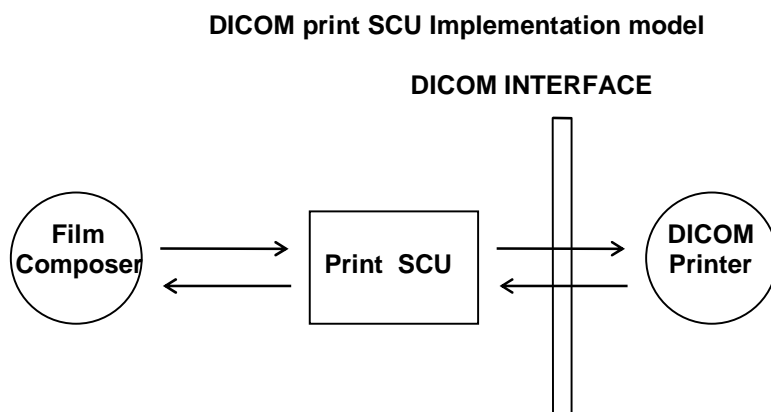 DICOM print SCU Implementation model
DICOM INTERFACE
Film
Composer
Print SCU
DICOM
Printer